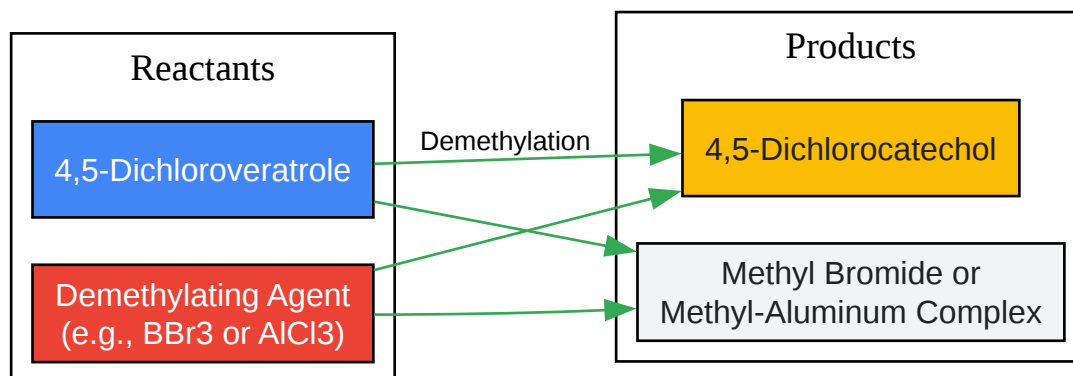 Reactants
4,5-Dichloroveratrole
Demethylating Agent
(e.g., BBr3 or AlCl3)
Demethylation
Products
4,5-Dichlorocatechol
Methyl Bromide or
Methyl-Aluminum Complex